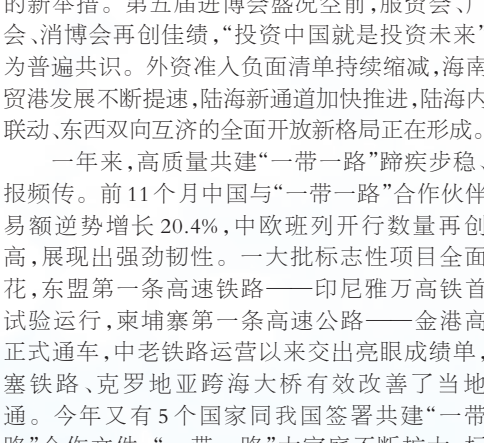 的新举措。第五届进博会盛况空前,服贸会、广
会、消博会再创佳绩,“投资中国就是投资未来”
为普遍共识。外资准入负面清单持续缩减,海南
贸港发展不断提速,陆海新通道加快推进,陆海内
联动、东西双向互济的全面开放新格局正在形成。
一年来,高质量共建“一带一路”蹄疾步稳、
报频传。前11个月中国与“一带一路”合作伙伴
易额逆势增长20.4%,中欧班列开行数量再创
高,展现出强劲韧性。一大批标志性项目全面
花,东盟第一条高速铁路——印尼雅万高铁首
试验运行,柬埔寨第一条高速公路——金港高
正式通车,中老铁路运营以来交出亮眼成绩单,
塞铁路、克罗地亚跨海大桥有效改善了当地
通。今年又有5个国家同我国签署共建“一带
路”合作文件,“一带一路”大家庭不断扩大,标